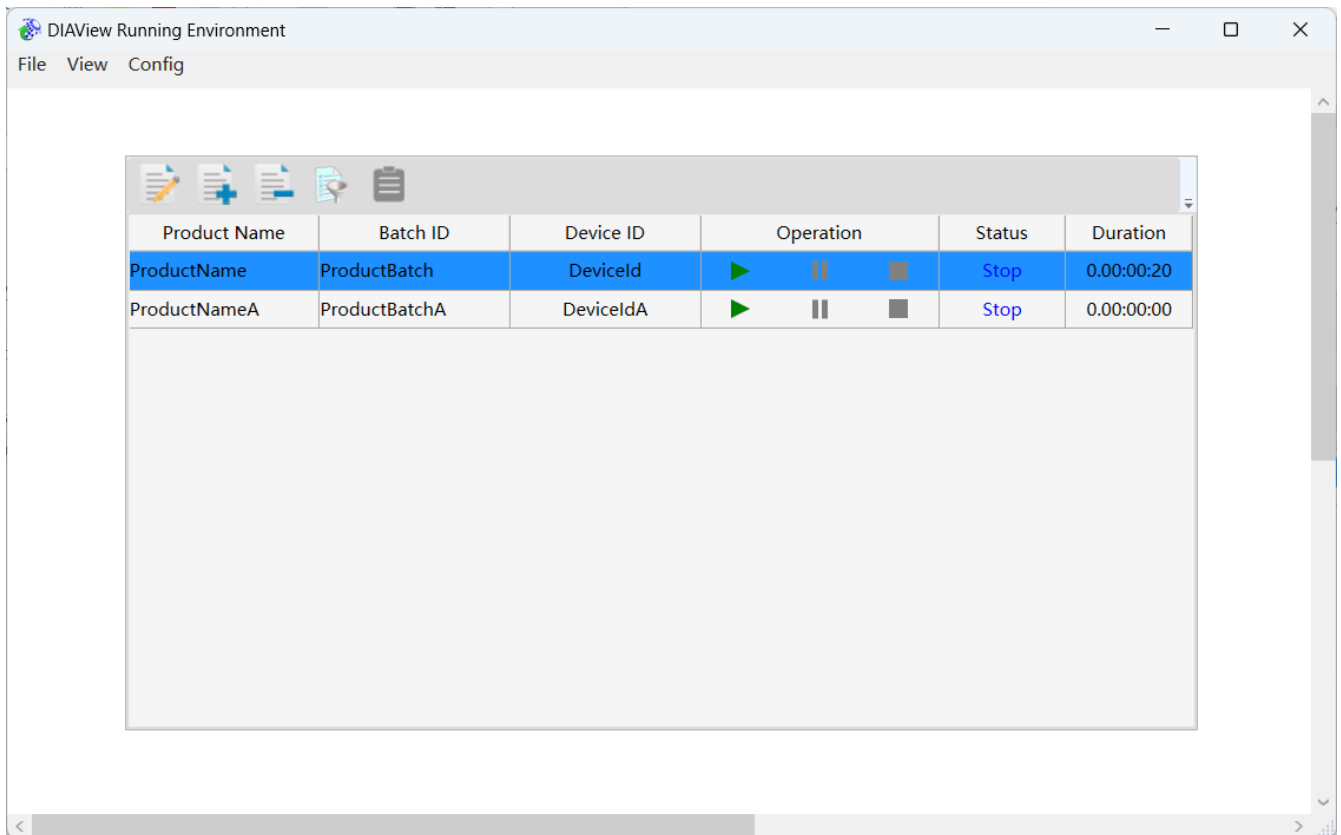 DIAView Running Environment
File View Config
Product Name Batch ID Device ID Operation Status Duration
ProductName ProductBatch DeviceId Stop 0.00:00:20
ProductNameA ProductBatchA DeviceIdA Stop 0.00:00:00